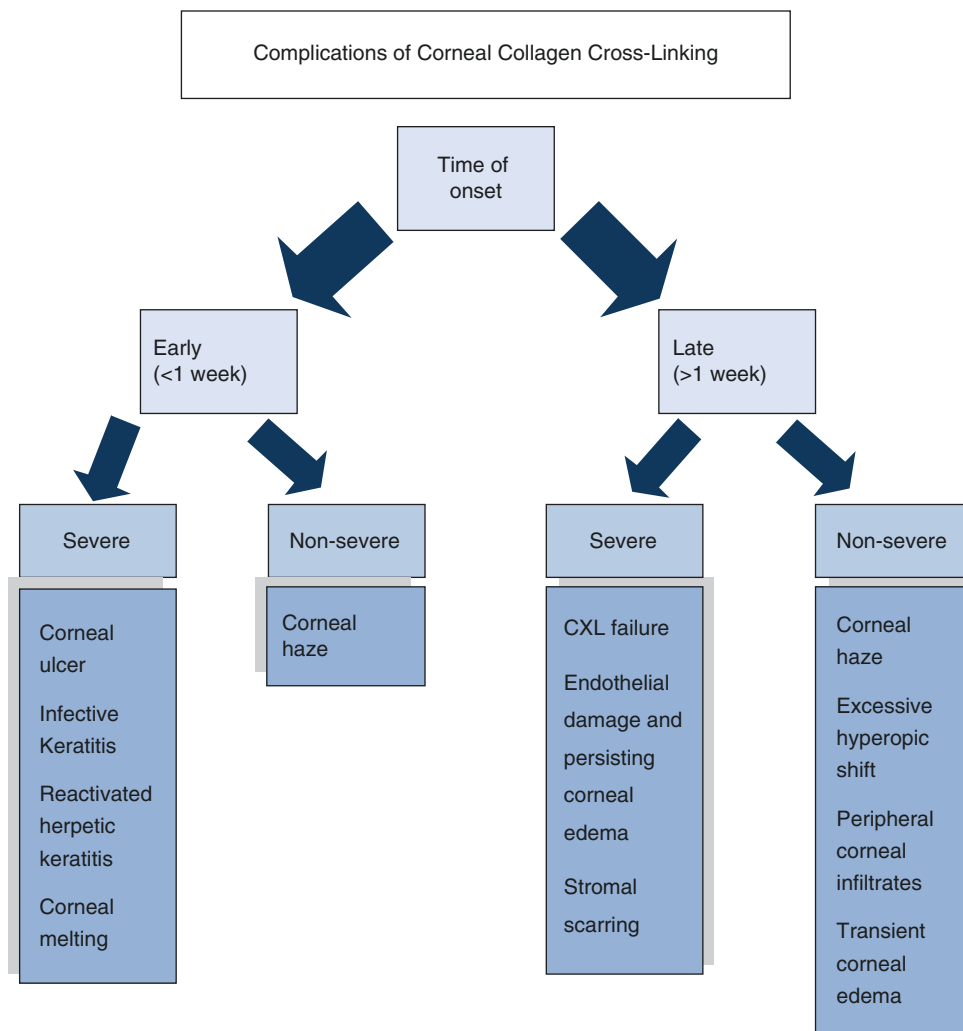 Complications of Corneal Collagen Cross-Linking
Time of
onset
Early
(<1 week)
Late
(>1 week)
Severe
Non-severe
Severe
Non-severe
Corneal
ulcer
Infective
Keratitis
Reactivated
herpetic
keratitis
Corneal
melting
Corneal
haze
CXL failure
Endothelial
damage and
persisting
corneal
edema
Stromal
scarring
Corneal
haze
Excessive
hyperopic
shift
Peripheral
corneal
infiltrates
Transient
corneal
edema